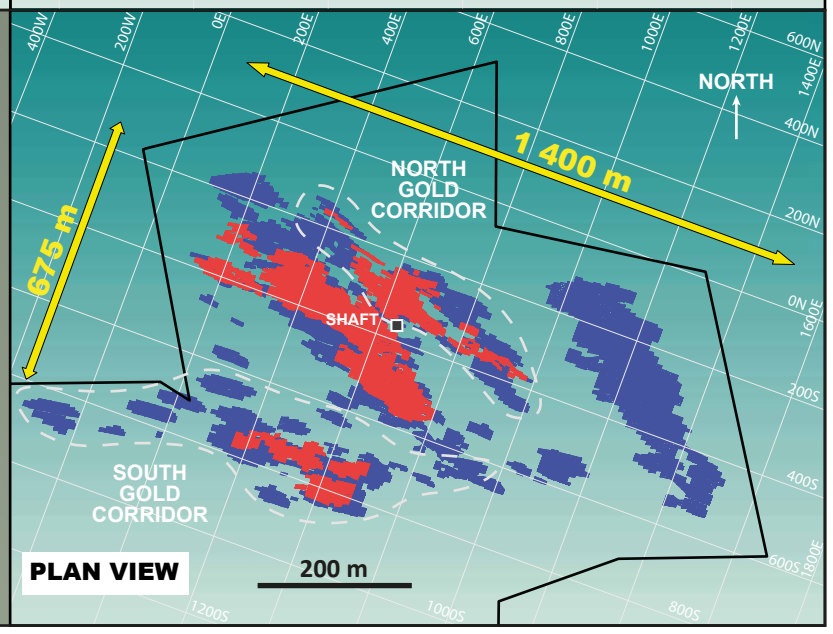 400W
200W
0E
200E
400E
600E
800E
1000E
1200E
600N
1400E
NORTH
400N
1 400 m
NORTH
GOLD
CORRIDOR
675 m
200N
0N
1600E
SHAFT
200S
400S
SOUTH
GOLD
CORRIDOR
PLAN VIEW
200 m
600S
1800E
1200S
1000S
800S